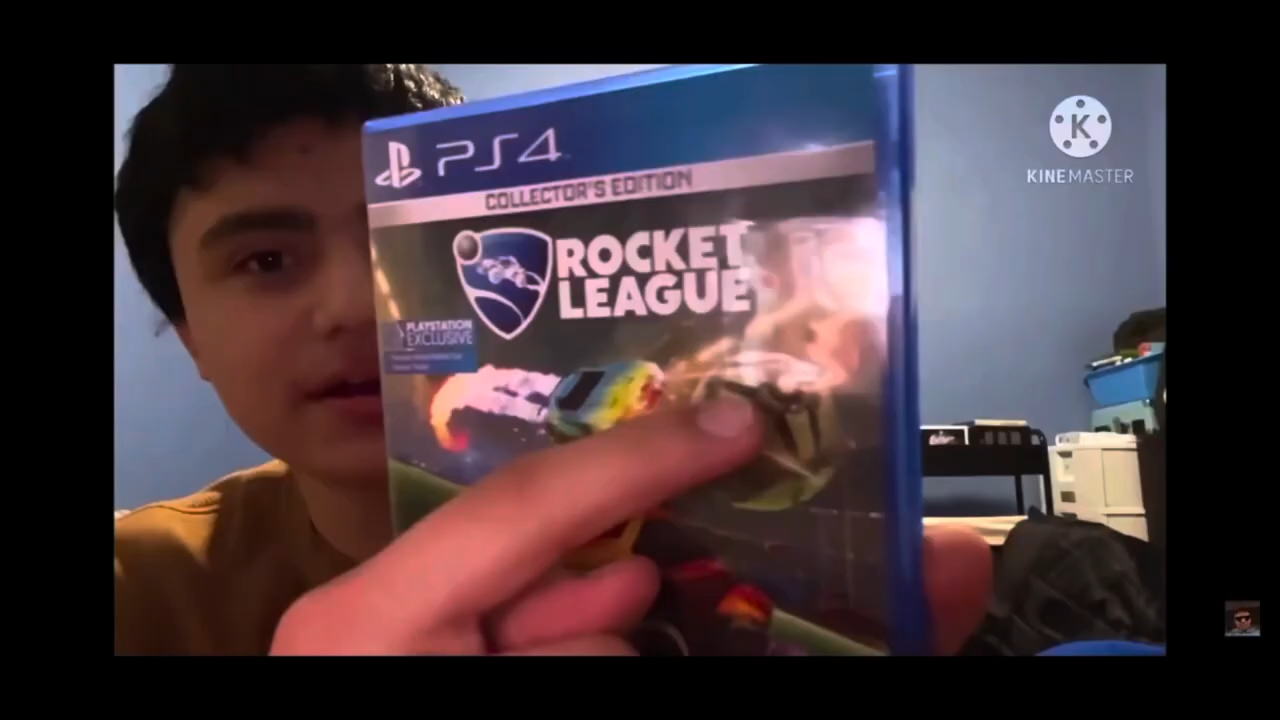 PS4
COLLECTOR'S EDITION
ROCKET
LEAGUE
PLAYSTATION
EXCLUSIVE
K
KINEMASTER